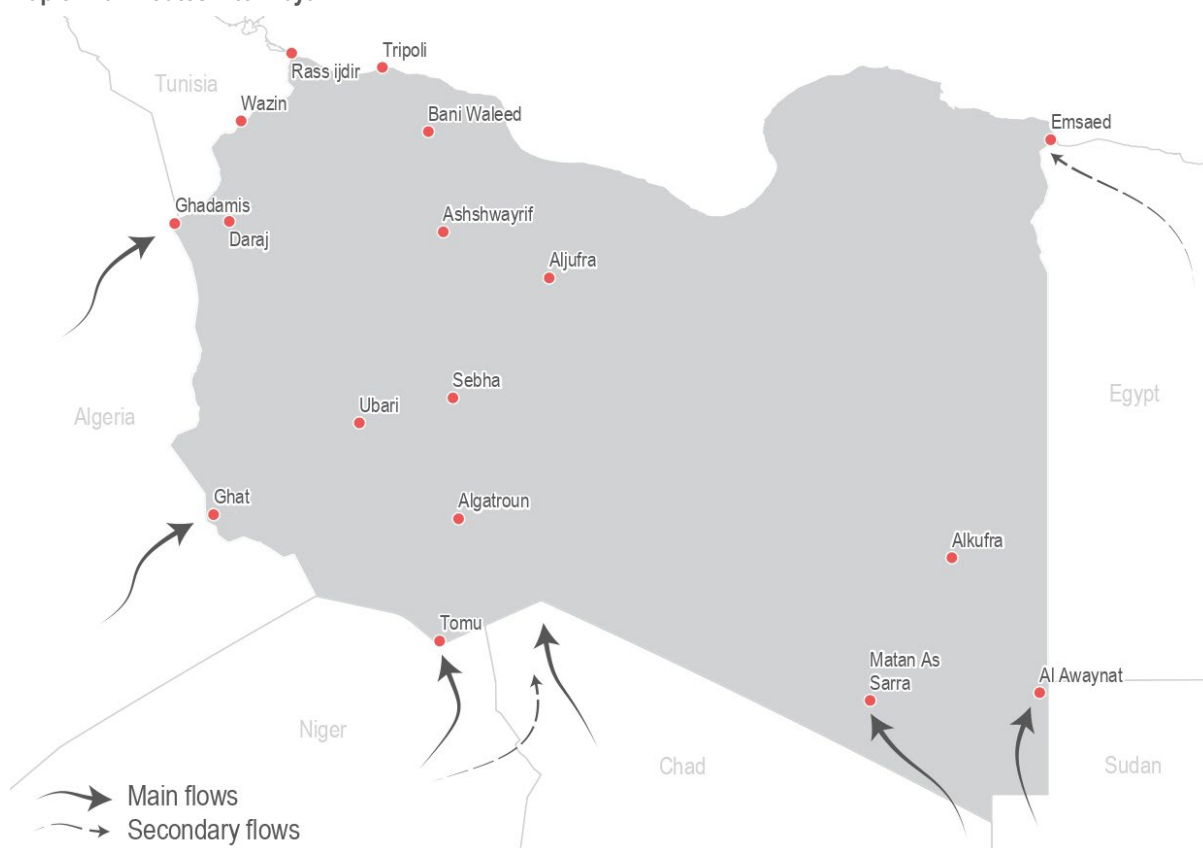 Tripoli
Rass ijdir
Tunisia
Wazin
Bani Waleed
Emsaed
Ghadamis
Daraj
Ashshwayrif
Aljufra
Sebha
Ubari
Algeria
Egypt
Ghat
Algatroun
Alkufra
Tomu
Matan As
Sarra
Al Awaynat
Niger
Chad
Sudan
Main flows
Secondary flows